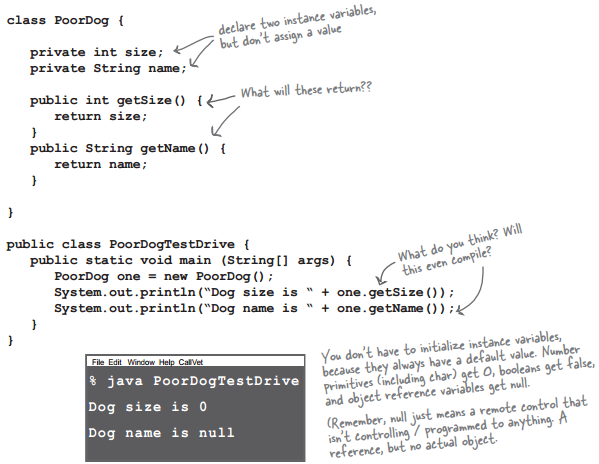 class PoorDog {
declare two instance variables,
but don't assign a value
private int size;
private String name;
public int getSize() {
What will these return??
return size;
}
public String getName() {
return name;
}
}
public class PoorDogTestDrive {
public static void main (String[] args) {
What do you think? Will
this even compile?
PoorDog one = new PoorDog();
System.out.println(“Dog size is “ + one.getSize());
System.out.println(“Dog name is “ + one.getName());
}
}
File Edit Window Help CallVet
% java PoorDogTestDrive
Dog size is 0
Dog name is null
You don't have to initialize instance variables,
because they always have a default value. Number
primitives (including char) get 0, booleans get false,
and object reference variables get null.
(Remember, null just means a remote control that
isn't controlling / programmed to anything. A
reference, but no actual object.